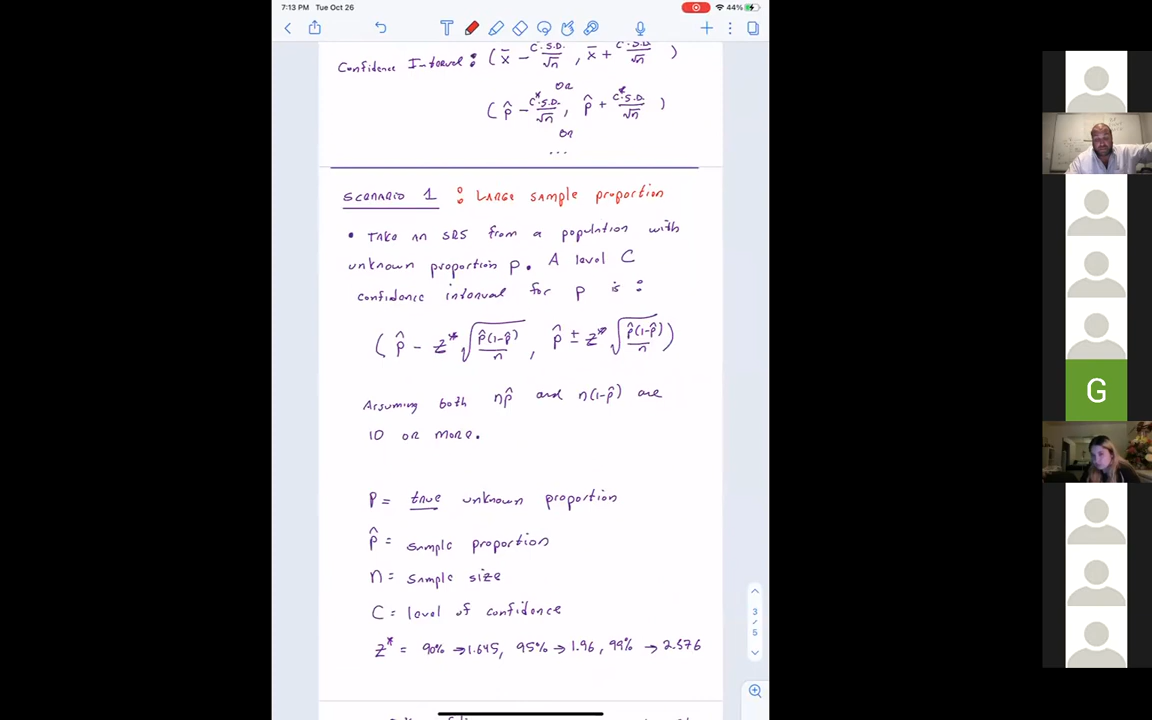 7:13 PM Tue Oct 26
44%
Confidence Interval: ( x̄ − C·S.D./√n , x̄ + C·S.D./√n )
OR
( p̂ − C*·S.D./√n , p̂ + C*·S.D./√n )
OR
...
SCENARIO 1 : LARGE sample proportion
• TAKE AN SRS from a population with
unknown proportion p. A level C
confidence interval for p is :
( p̂ − z* √(p̂(1-p̂)/n) , p̂ ± z* √(p̂(1-p̂)/n) )
Assuming both np̂ and n(1-p̂) are
10 or more.
P = true unknown proportion
p̂ = sample proportion
n = sample size
C = level of confidence
z* = 90% → 1.645, 95% → 1.96, 99% → 2.576
3
/
5
G